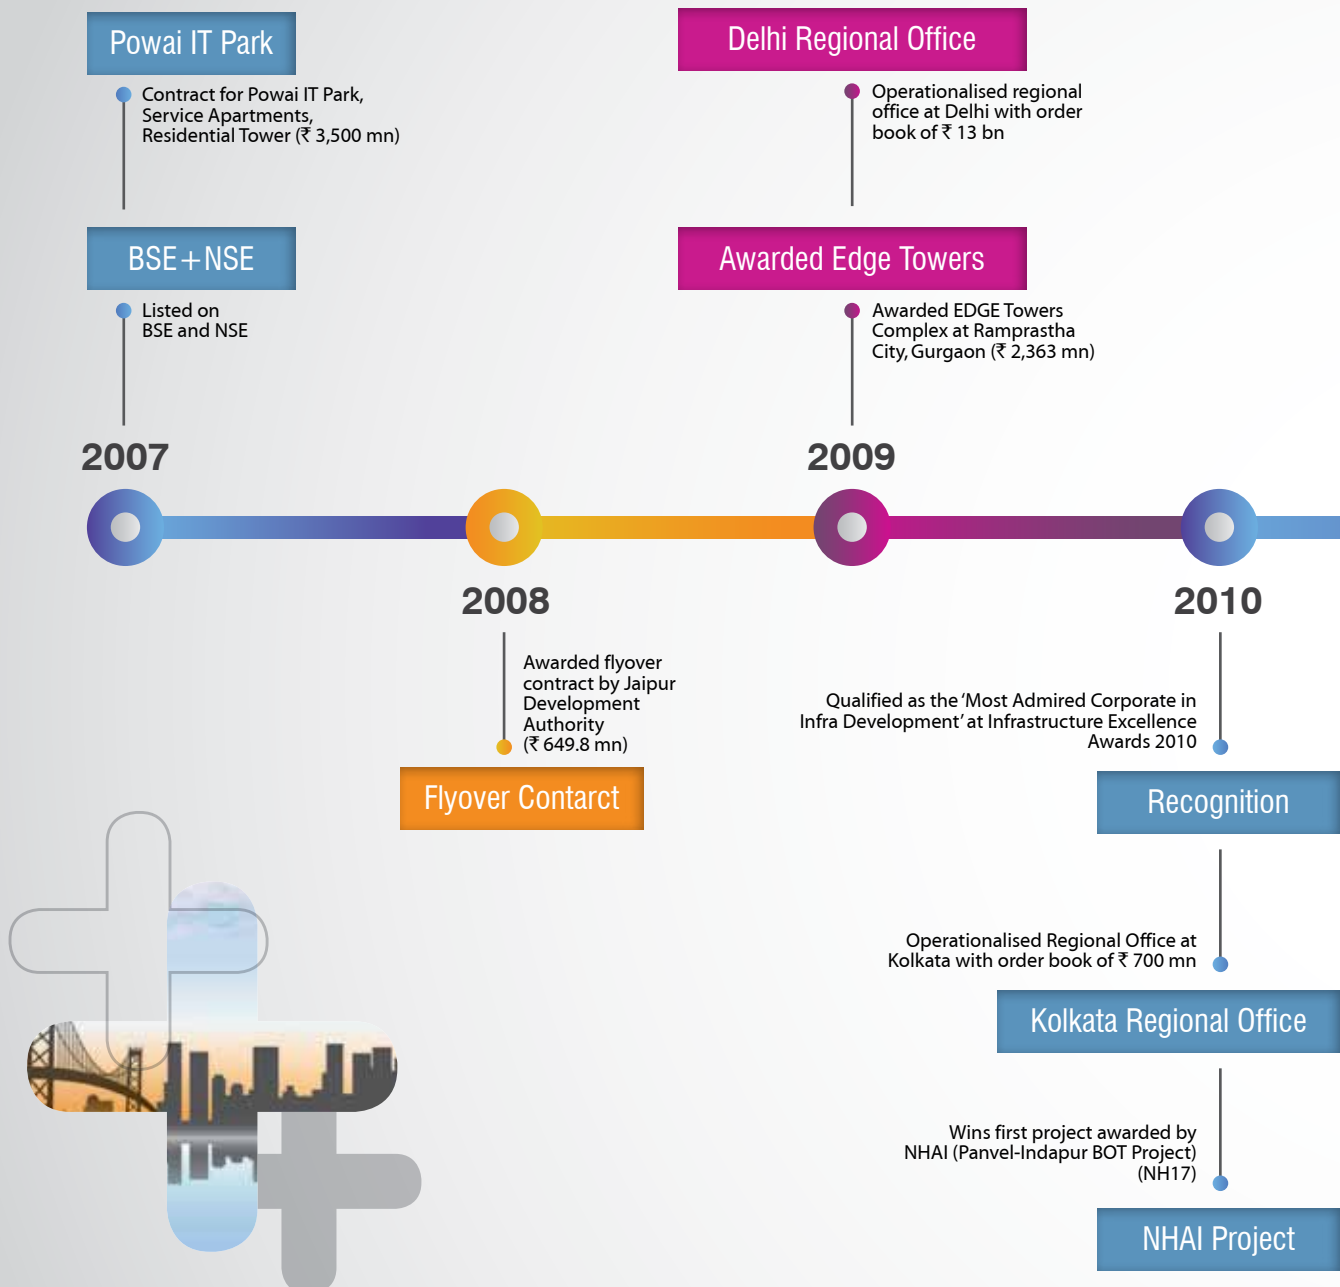 Powai IT Park
Contract for Powai IT Park,
Service Apartments,
Residential Tower (₹ 3,500 mn)
BSE+NSE
Listed on
BSE and NSE
2007
Delhi Regional Office
Operationalised regional
office at Delhi with order
book of ₹ 13 bn
Awarded Edge Towers
Awarded EDGE Towers
Complex at Ramprastha
City, Gurgaon (₹ 2,363 mn)
2009
2008
Awarded flyover
contract by Jaipur
Development
Authority
(₹ 649.8 mn)
Flyover Contarct
2010
Qualified as the ‘Most Admired Corporate in
Infra Development’ at Infrastructure Excellence
Awards 2010
Recognition
Operationalised Regional Office at
Kolkata with order book of ₹ 700 mn
Kolkata Regional Office
Wins first project awarded by
NHAI (Panvel-Indapur BOT Project)
(NH17)
NHAI Project